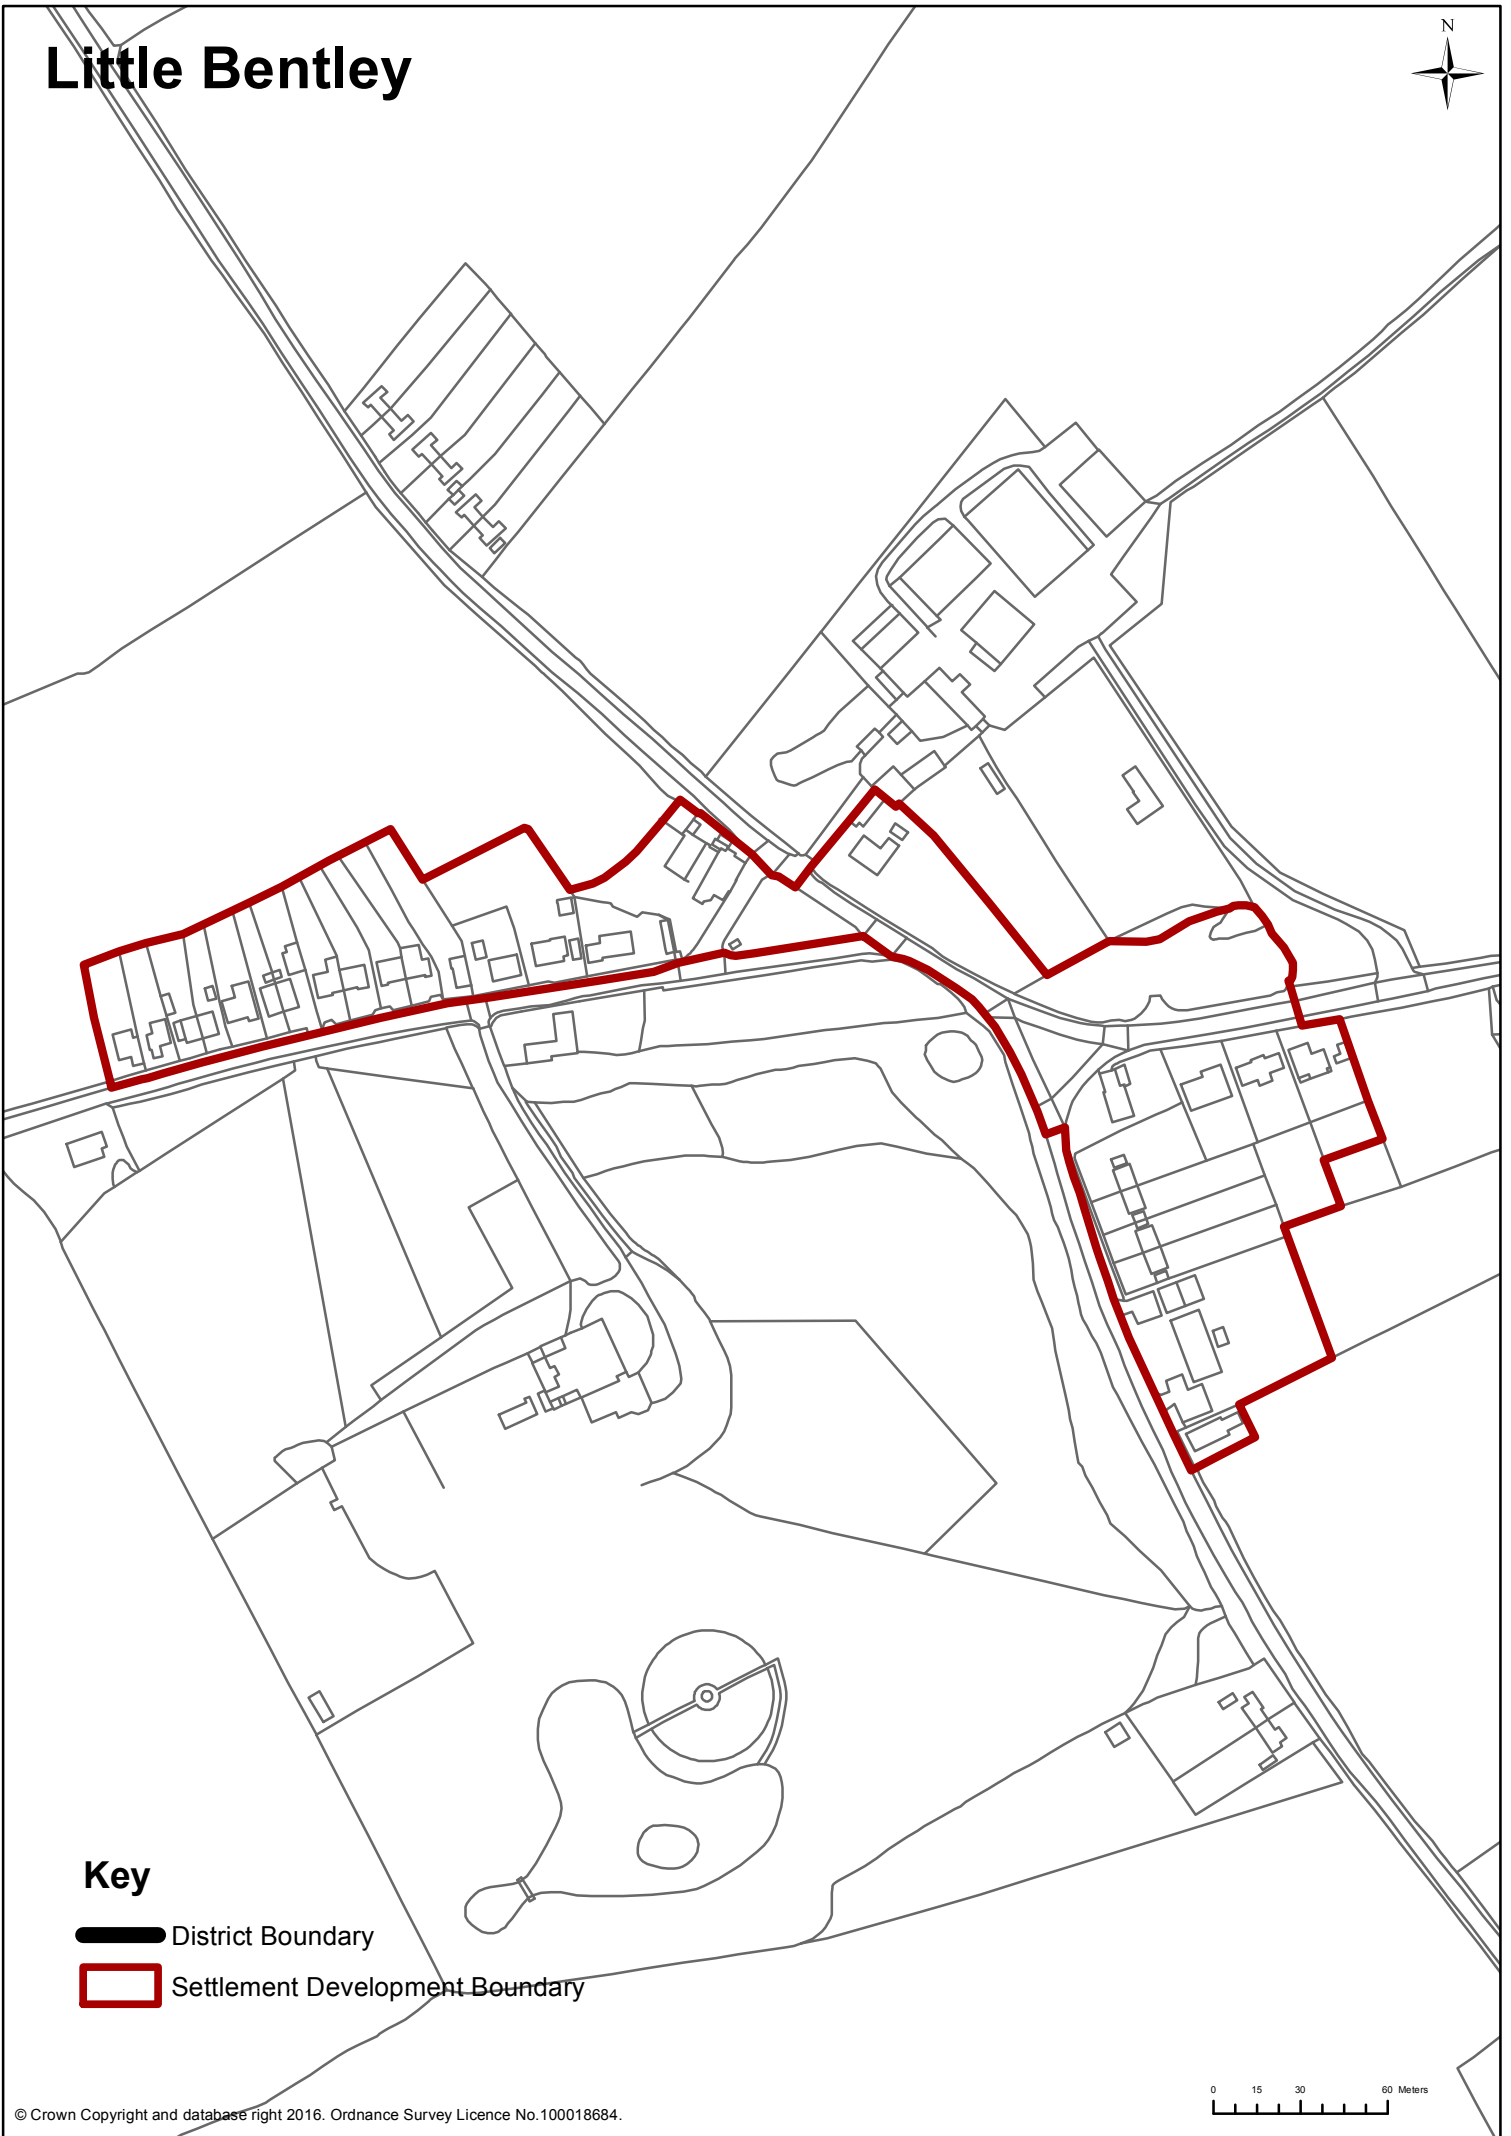 Little Bentley
N
Key
District Boundary
Settlement Development Boundary
0 15 30 60 Meters
© Crown Copyright and database right 2016. Ordnance Survey Licence No.100018684.